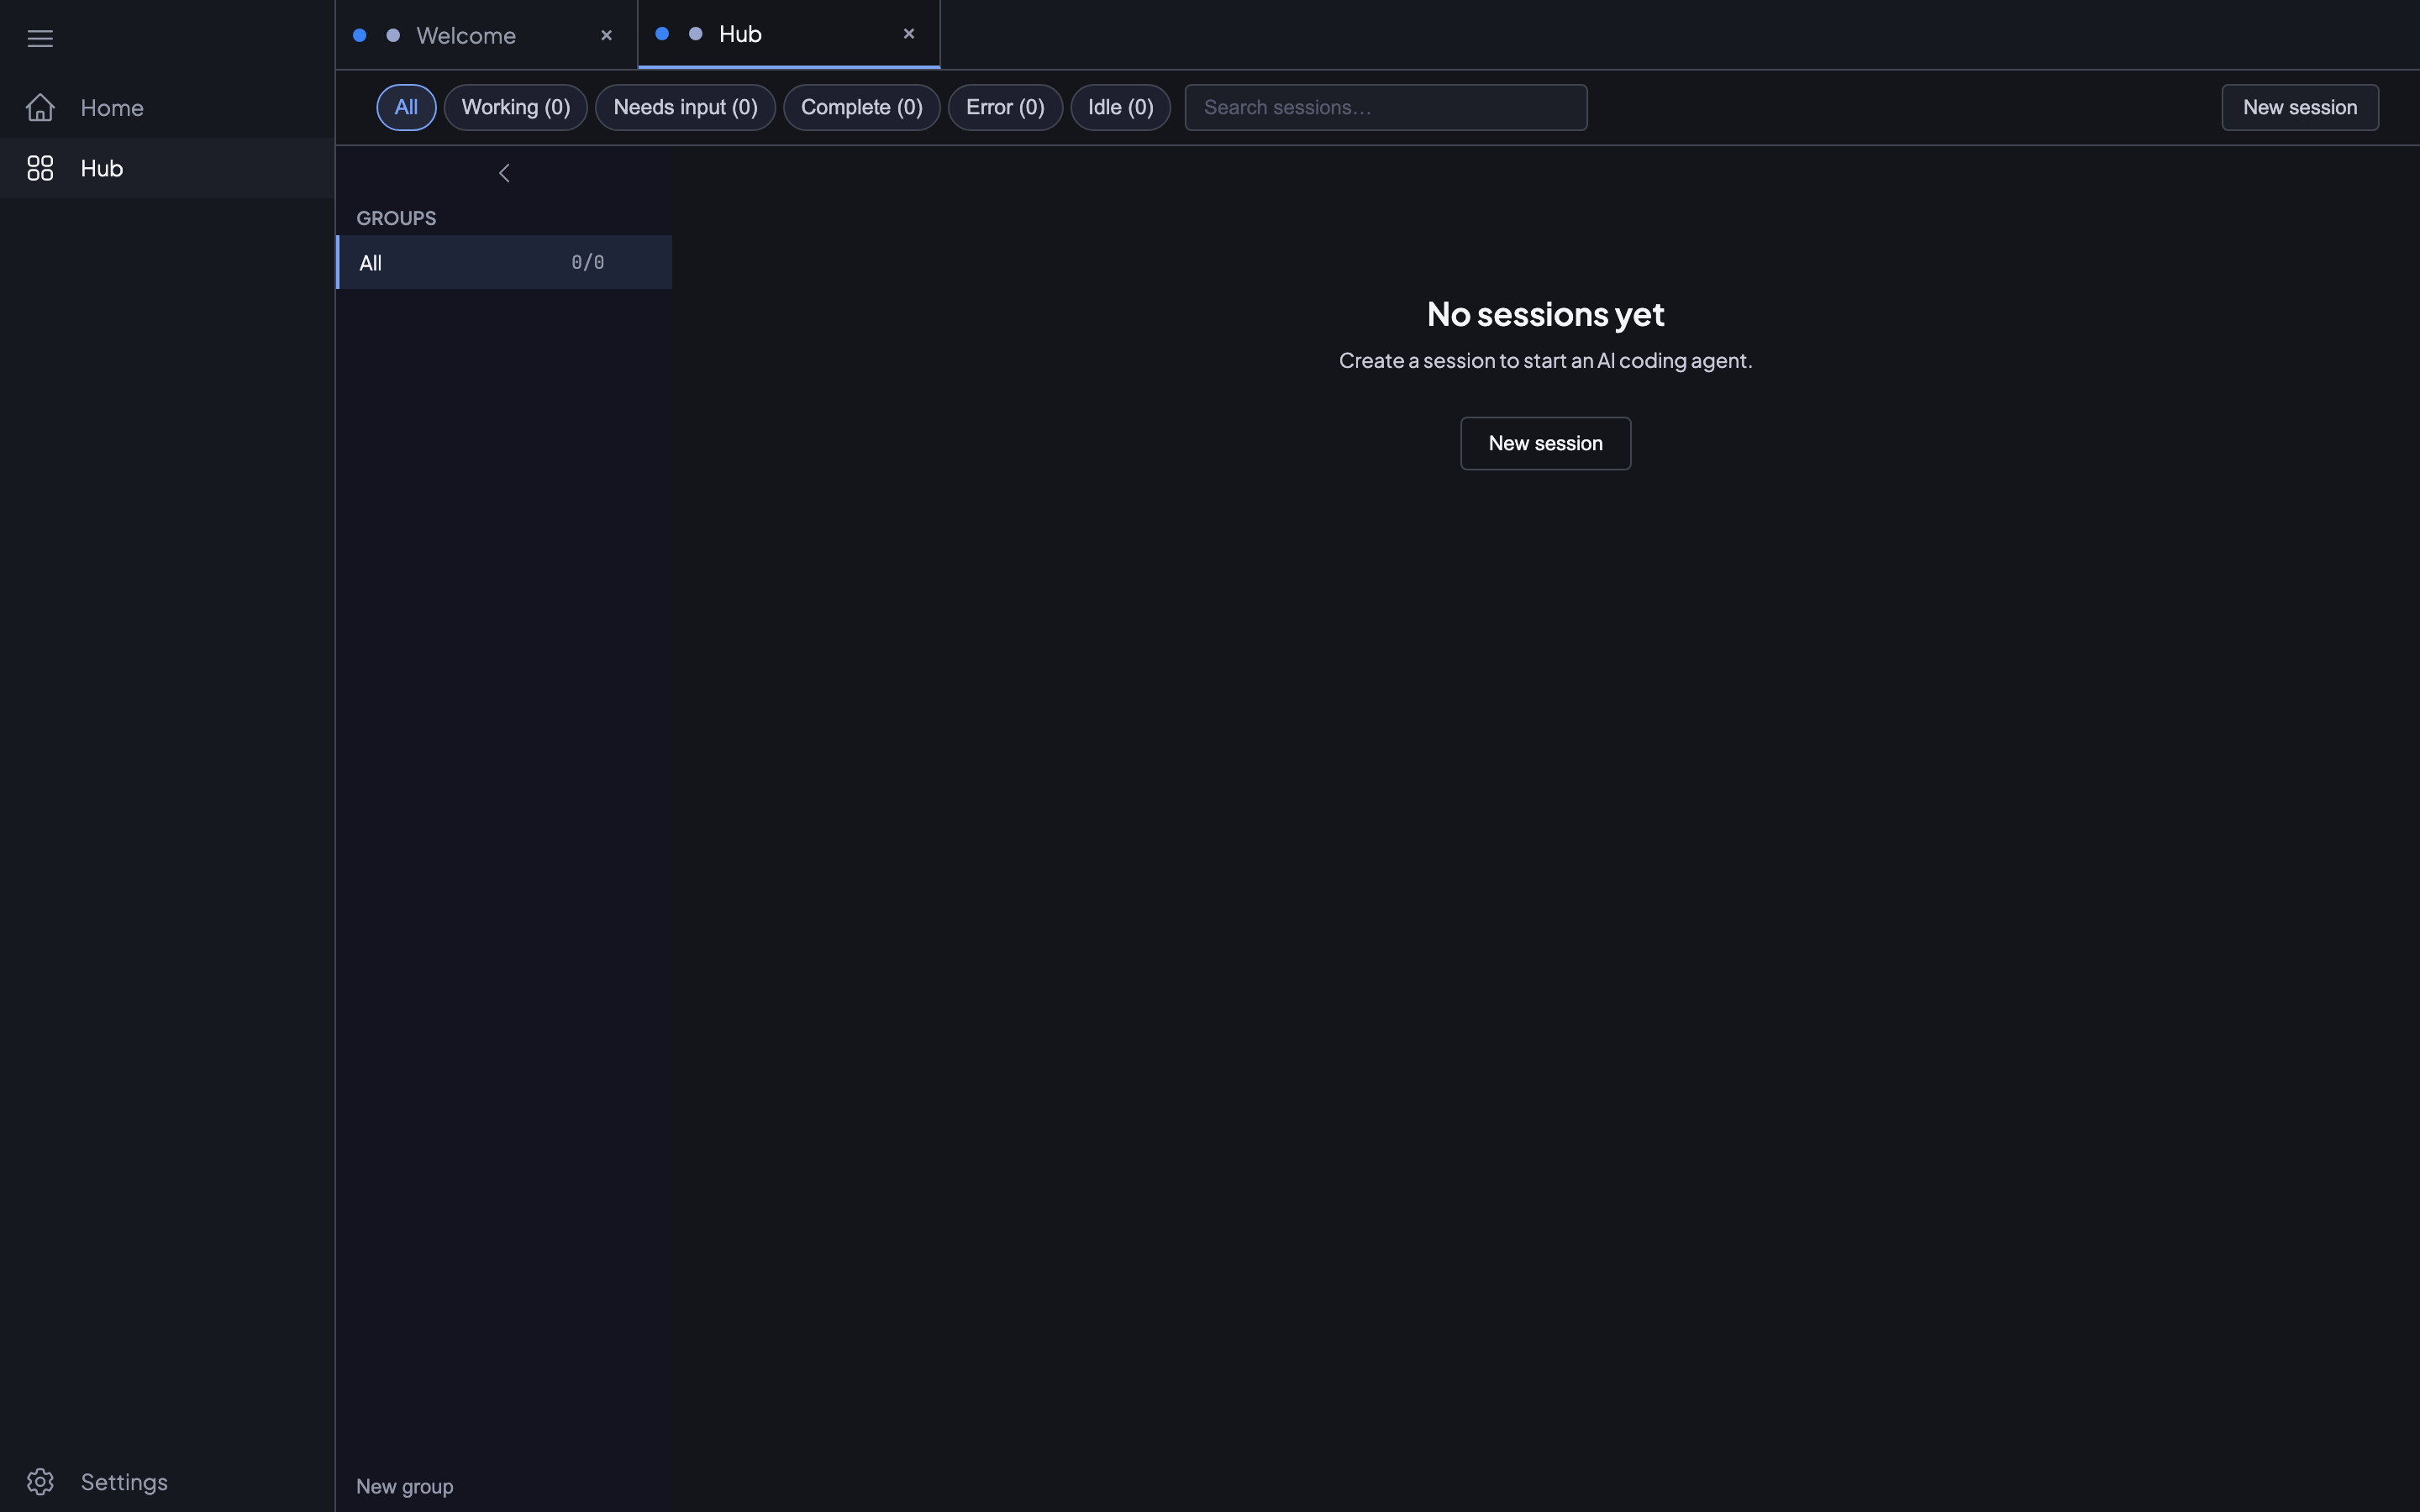 Welcome
Hub
Home
Hub
All
Working (0)
Needs input (0)
Complete (0)
Error (0)
Idle (0)
Search sessions...
New session
GROUPS
All 0/0
No sessions yet
Create a session to start an AI coding agent.
New session
Settings
New group